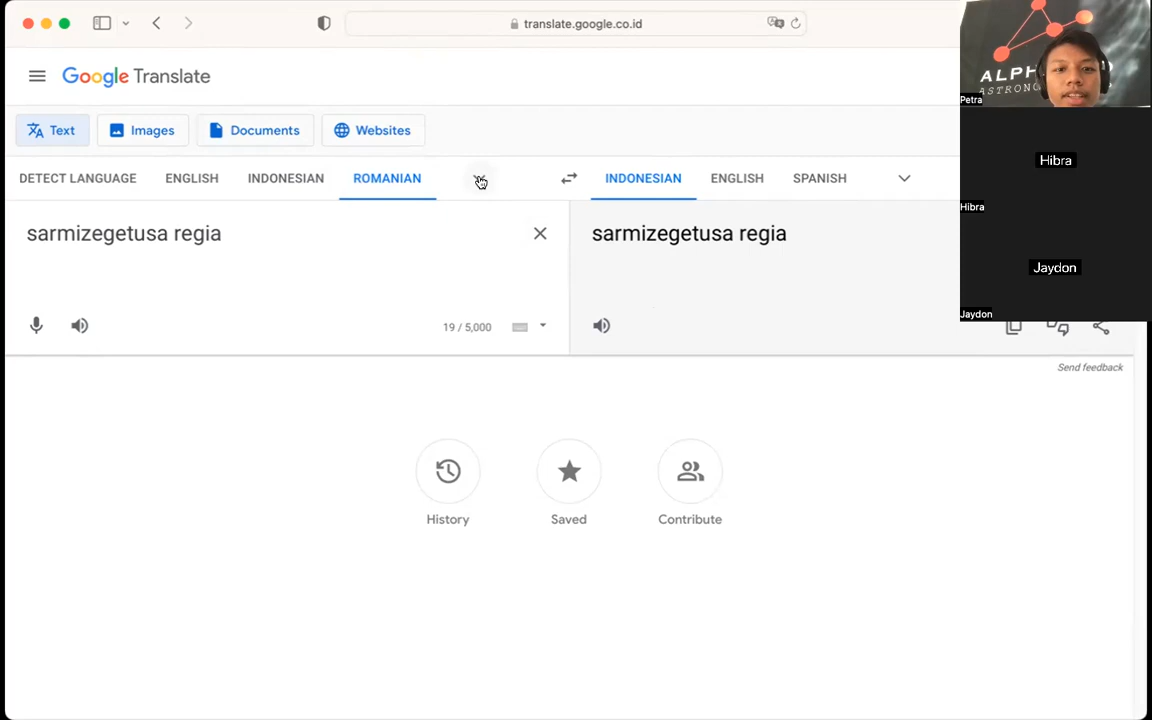 translate.google.co.id
Google Translate
Text
Images
Documents
Websites
DETECT LANGUAGE
ENGLISH
INDONESIAN
ROMANIAN
INDONESIAN
ENGLISH
SPANISH
sarmizegetusa regia
sarmizegetusa regia
19 / 5,000
Send feedback
History
Saved
Contribute
Petra
Hibra
Hibra
Jaydon
Jaydon